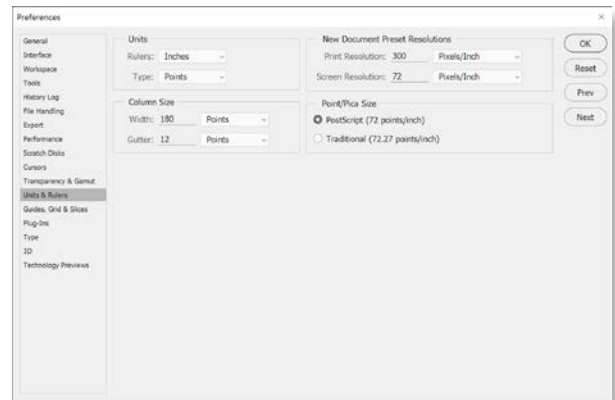 Preferences
General
Interface
Workspace
Tools
History Log
File Handling
Export
Performance
Scratch Disks
Cursors
Transparency & Gamut
Units & Rulers
Guides, Grid & Slices
Plug-Ins
Type
3D
Technology Previews
Units
Rulers: Inches
Type: Points
Column Size
Width: 180 Points
Gutter: 12 Points
New Document Preset Resolutions
Print Resolution: 300 Pixels/Inch
Screen Resolution: 72 Pixels/Inch
Point/Pica Size
PostScript (72 points/inch)
Traditional (72.27 points/inch)
OK
Reset
Prev
Next